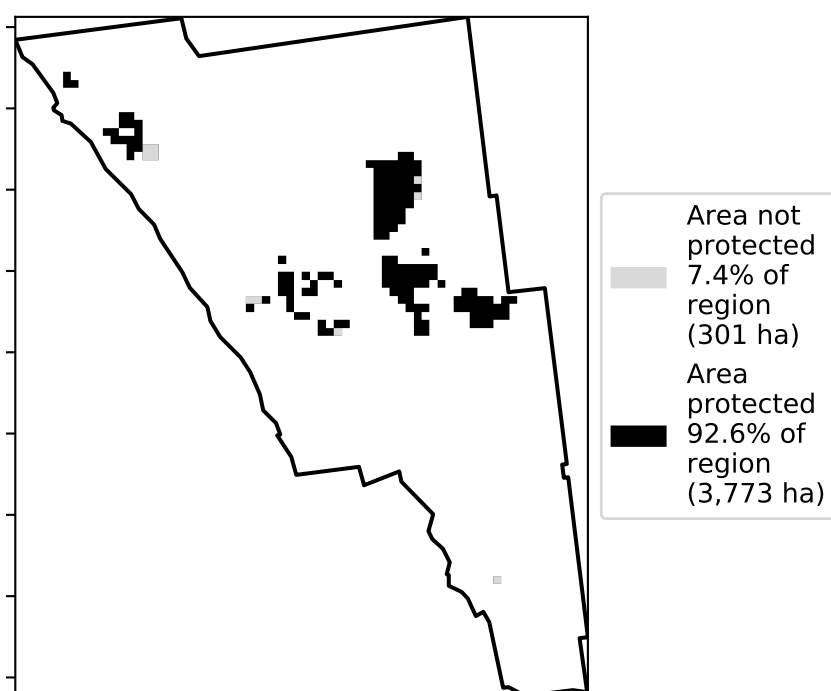 Area not
protected
7.4% of
region
(301 ha)
Area
protected
92.6% of
region
(3,773 ha)